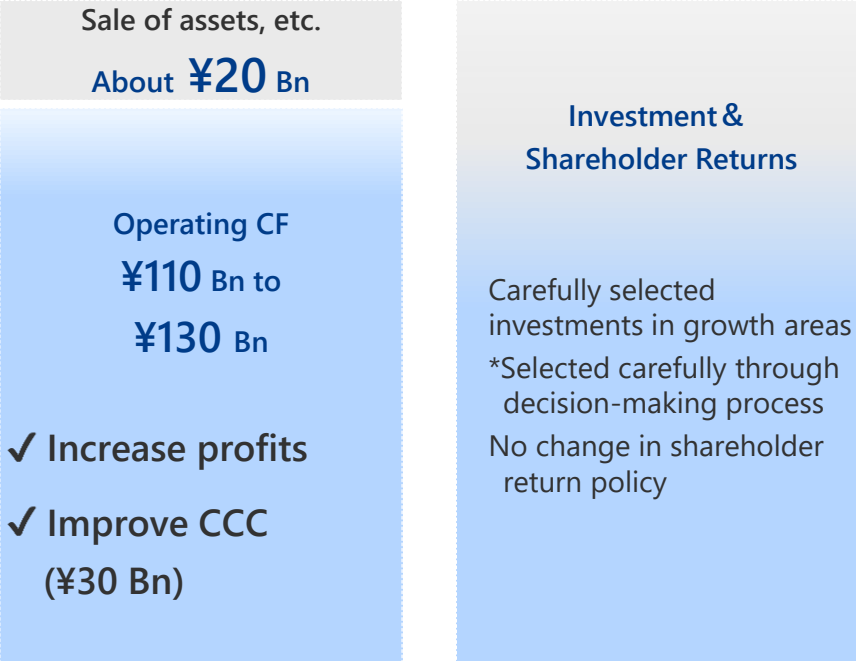 Sale of assets, etc.
About ¥20 Bn
Operating CF
¥110 Bn to
¥130 Bn
✓ Increase profits
✓ Improve CCC
(¥30 Bn)
Investment＆
Shareholder Returns
Carefully selected
investments in growth areas
*Selected carefully through
decision-making process
No change in shareholder
return policy